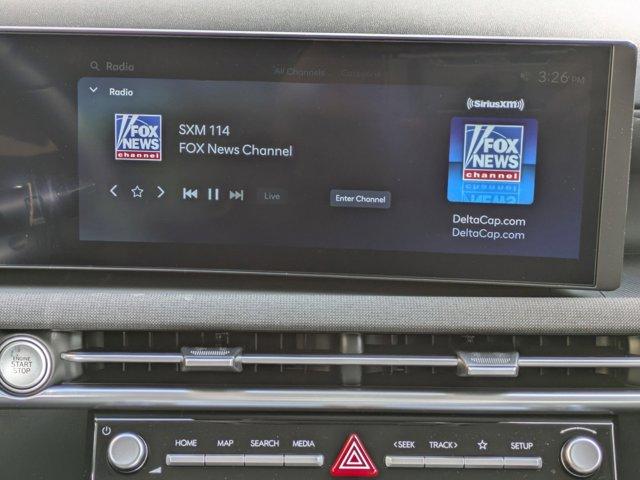 Radio
All Channels
3:26 PM
Radio
((SiriusXM))
FOX
NEWS
channel
SXM 114
FOX News Channel
FOX
NEWS
channel
Live
Enter Channel
DeltaCap.com
DeltaCap.com
ENGINE
START
STOP
HOME MAP SEARCH MEDIA
<SEEK TRACK> SETUP